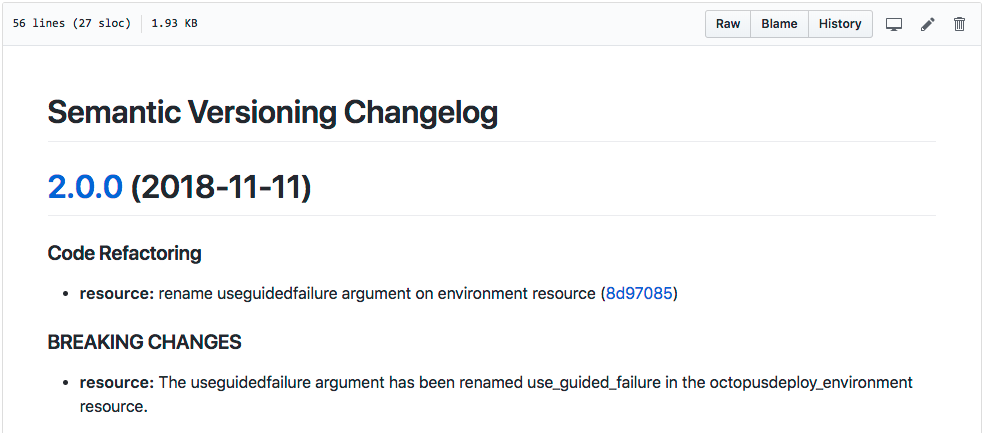 56 lines (27 sloc) 1.93 KB Raw Blame History
Semantic Versioning Changelog
2.0.0 (2018-11-11)
Code Refactoring
• resource: rename useguidedfailure argument on environment resource (8d97085)
BREAKING CHANGES
• resource: The useguidedfailure argument has been renamed use_guided_failure in the octopusdeploy_environment
resource.